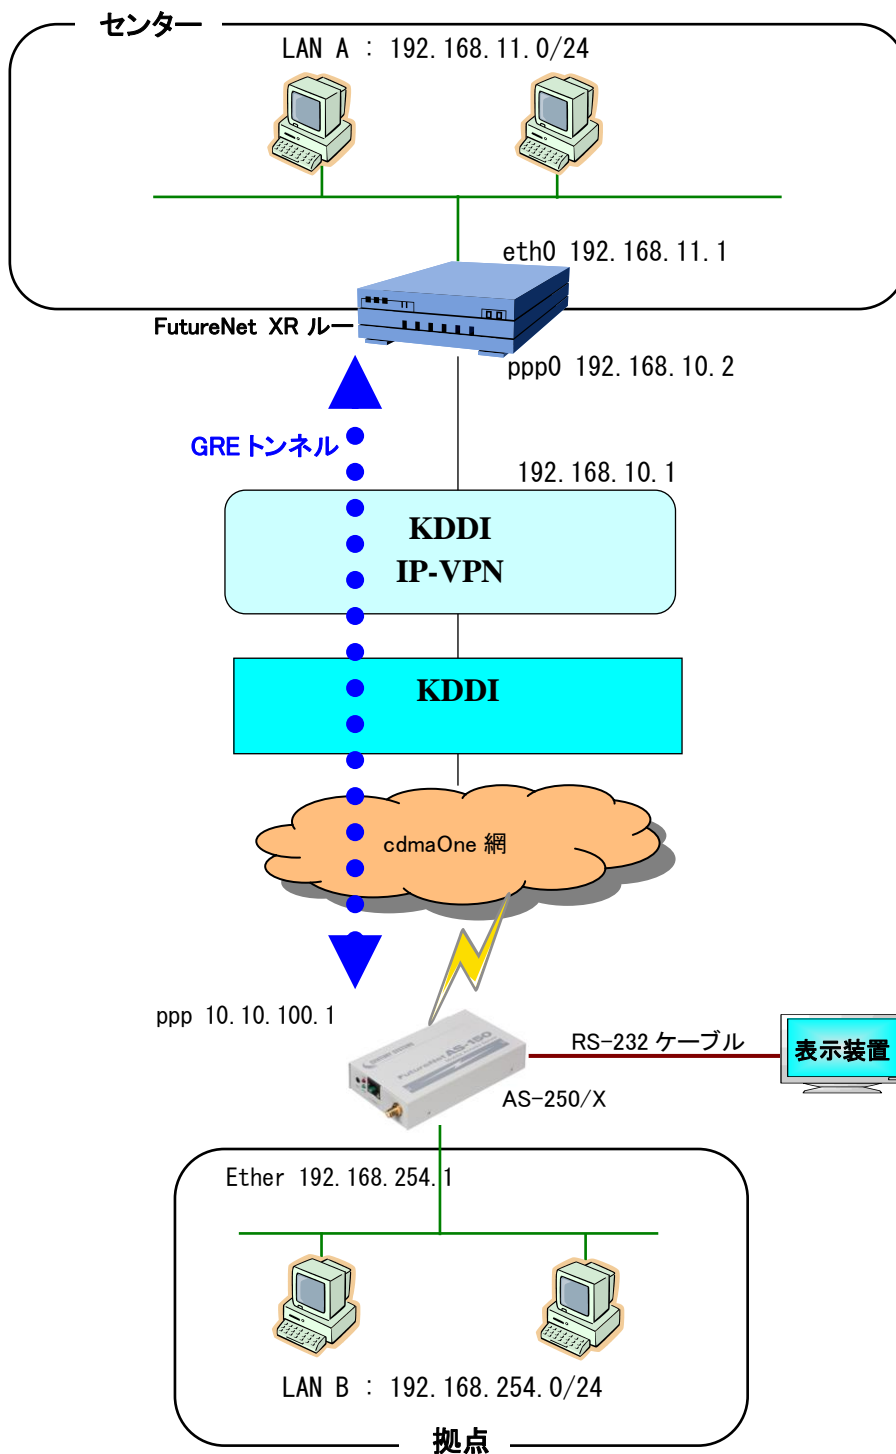 センター
LAN A : 192.168.11.0/24
eth0 192.168.11.1
FutureNet XR ルー
ppp0 192.168.10.2
GRE トンネル
192.168.10.1
KDDI
IP-VPN
KDDI
cdmaOne 網
ppp 10.10.100.1
FutureNet AS-150
RS-232 ケーブル
表示装置
AS-250/X
Ether 192.168.254.1
LAN B : 192.168.254.0/24
拠点